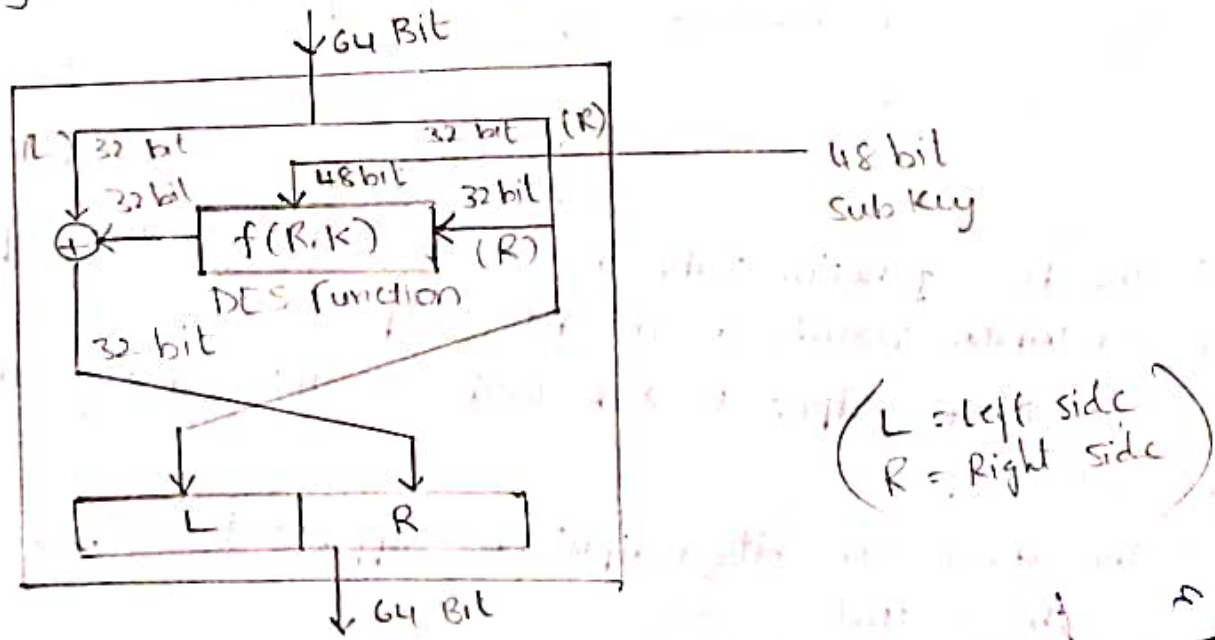 64 Bit
32 bit
32 bit
(R)
48 bit
Sub Key
48 bit
32 bit
32 bit
+
f(R.K)
(R)
DES function
32 bit
(L = left side
R = Right side)
L
R
64 Bit